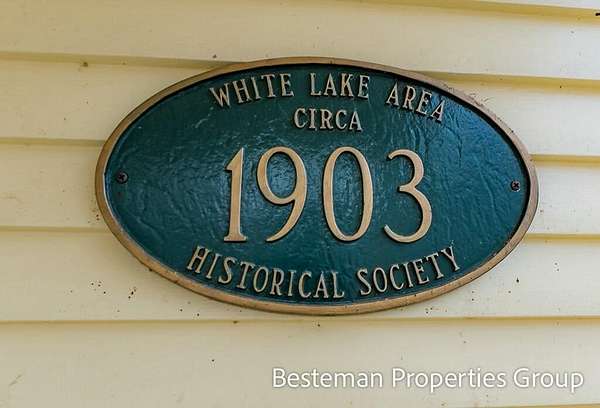 WHITE LAKE AREA
CIRCA
1903
HISTORICAL SOCIETY
Besteman Properties Group